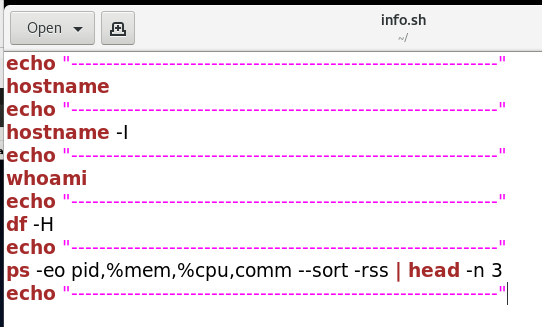 Open
info.sh
~/
echo "-------------------------------------------------------------"
hostname
echo "-------------------------------------------------------------"
hostname -I
echo "-------------------------------------------------------------"
whoami
echo "-------------------------------------------------------------"
df -H
echo "-------------------------------------------------------------"
ps -eo pid,%mem,%cpu,comm --sort -rss | head -n 3
echo "-------------------------------------------------------------"